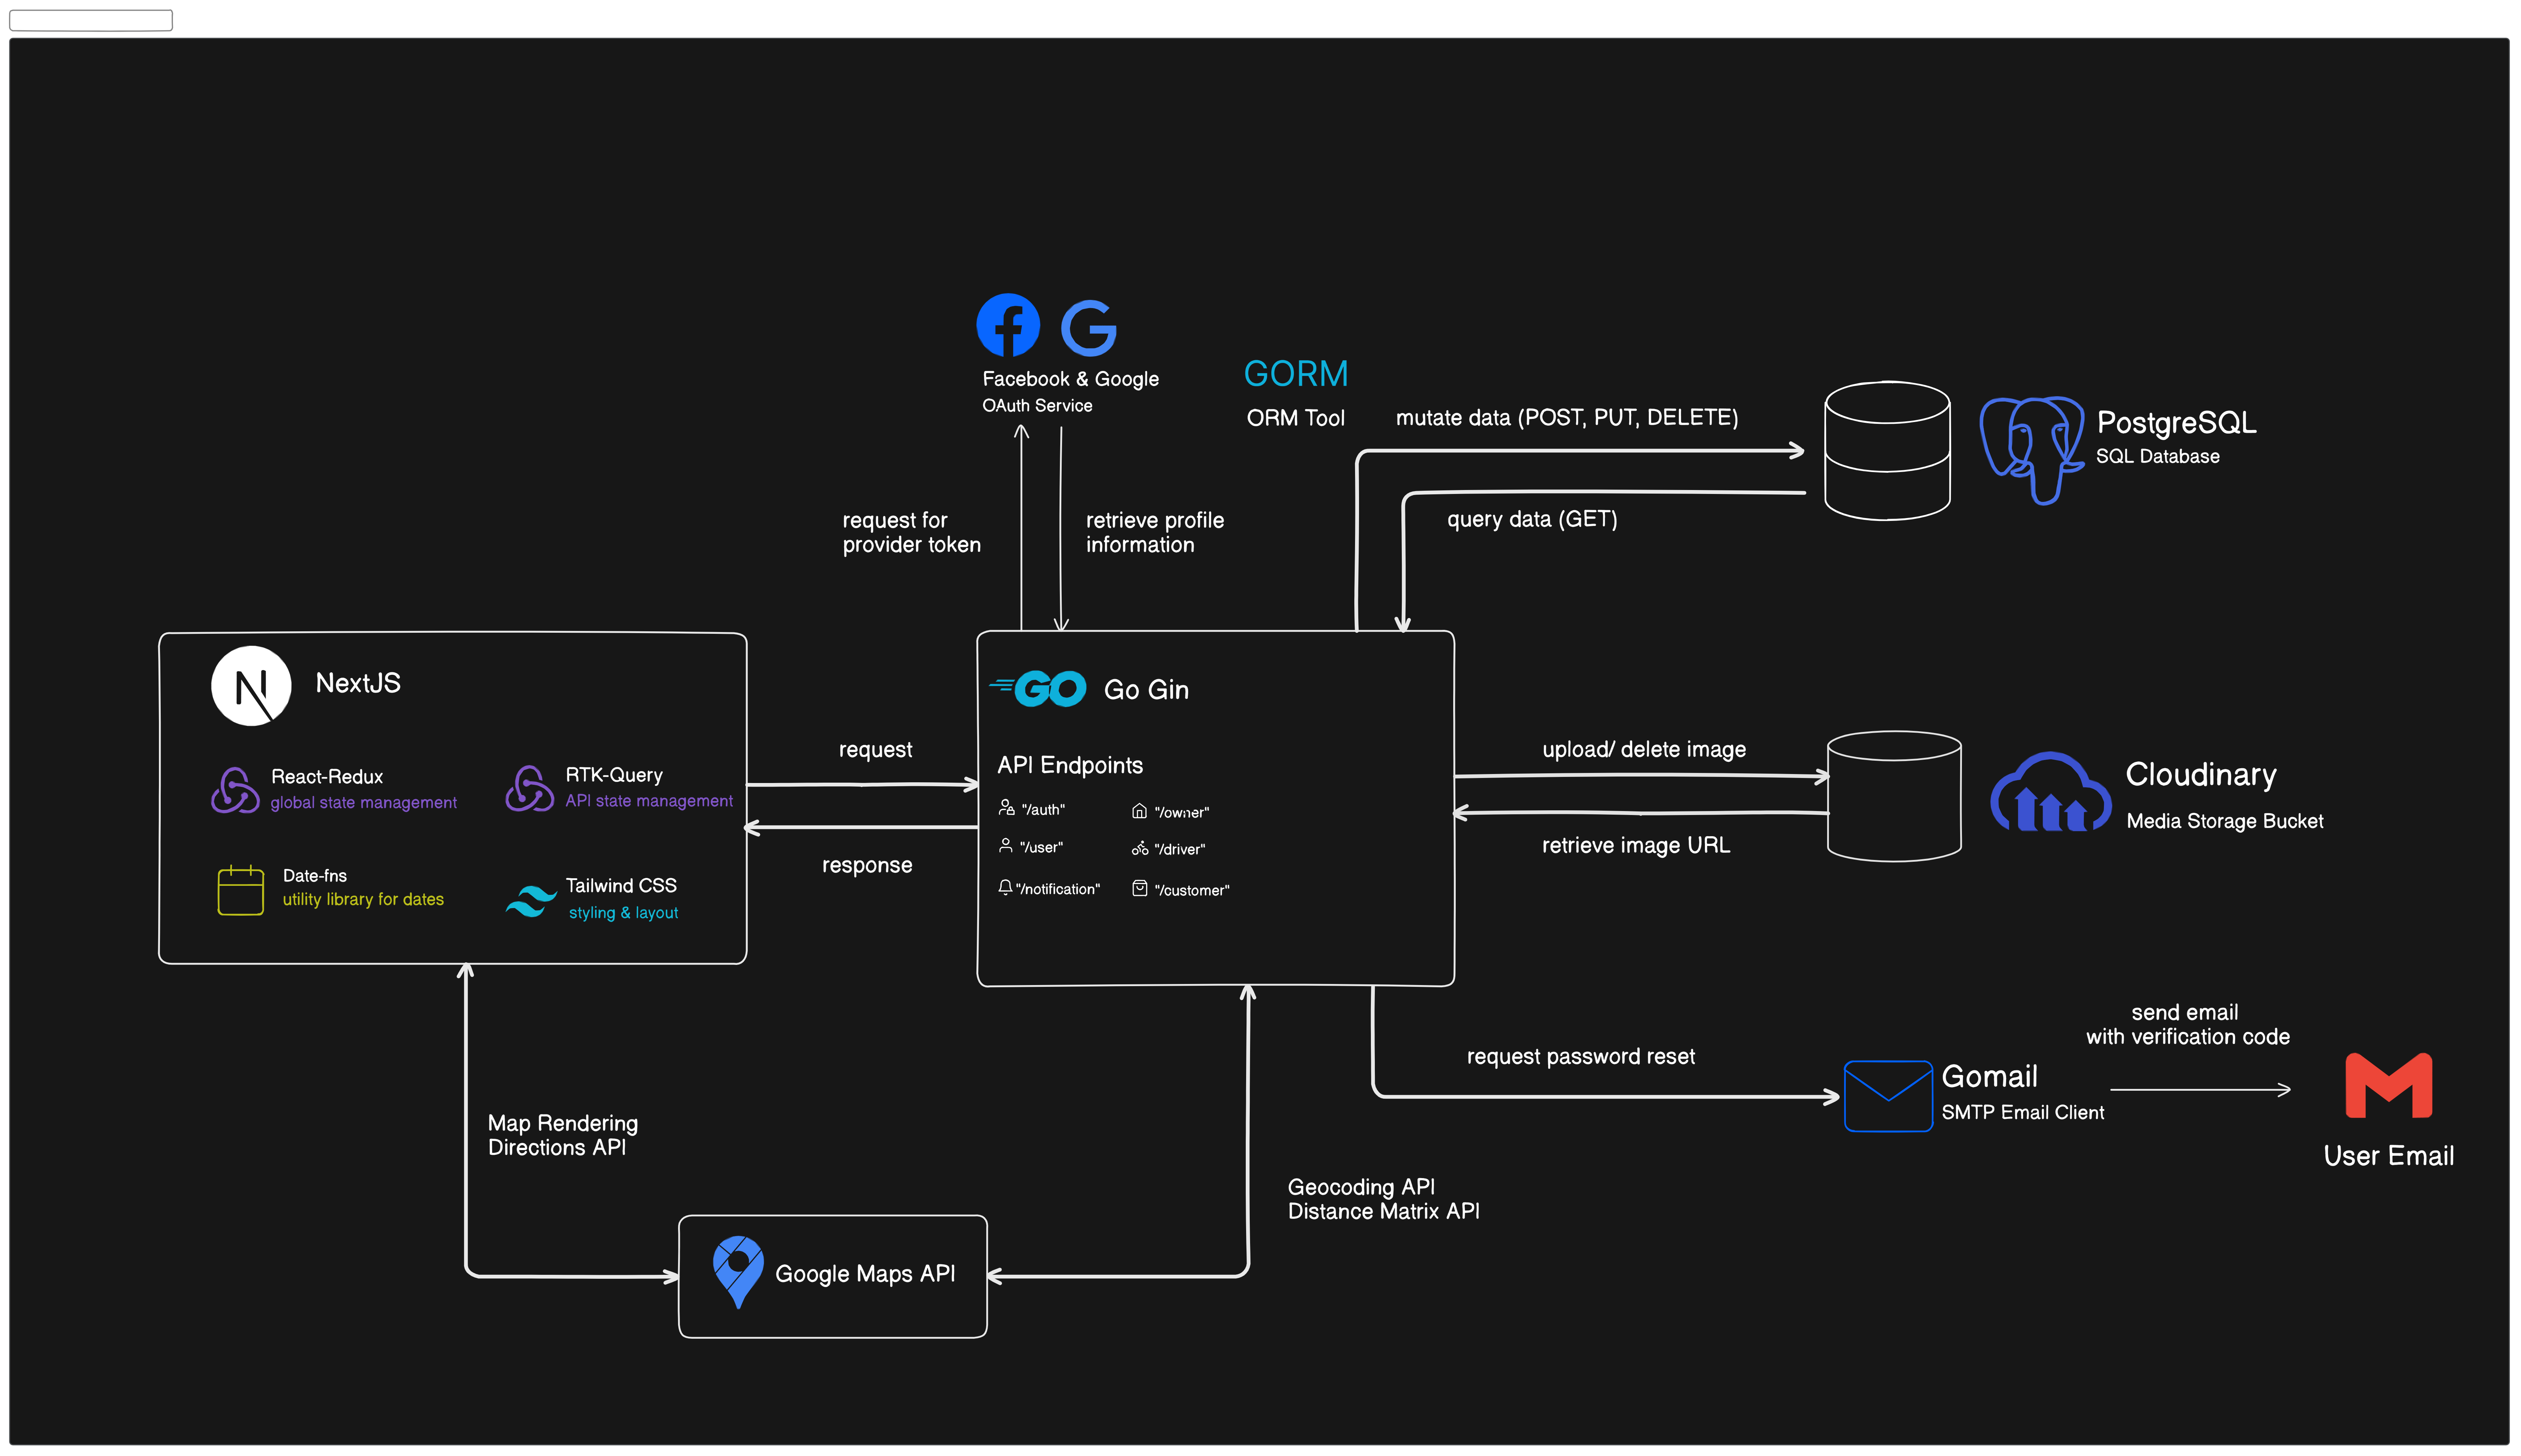 Facebook & Google
OAuth Service
GORM
ORM Tool
mutate data (POST, PUT, DELETE)
query data (GET)
PostgreSQL
SQL Database
request for
provider token
retrieve profile
information
NextJS
React-Redux
global state management
RTK-Query
API state management
Date-fns
utility library for dates
Tailwind CSS
styling & layout
request
response
GO
Go Gin
API Endpoints
"/auth"
"/owner"
"/user"
"/driver"
"/notification"
"/customer"
upload/ delete image
retrieve image URL
Cloudinary
Media Storage Bucket
request password reset
Gomail
SMTP Email Client
send email
with verification code
User Email
Map Rendering
Directions API
Geocoding API
Distance Matrix API
Google Maps API